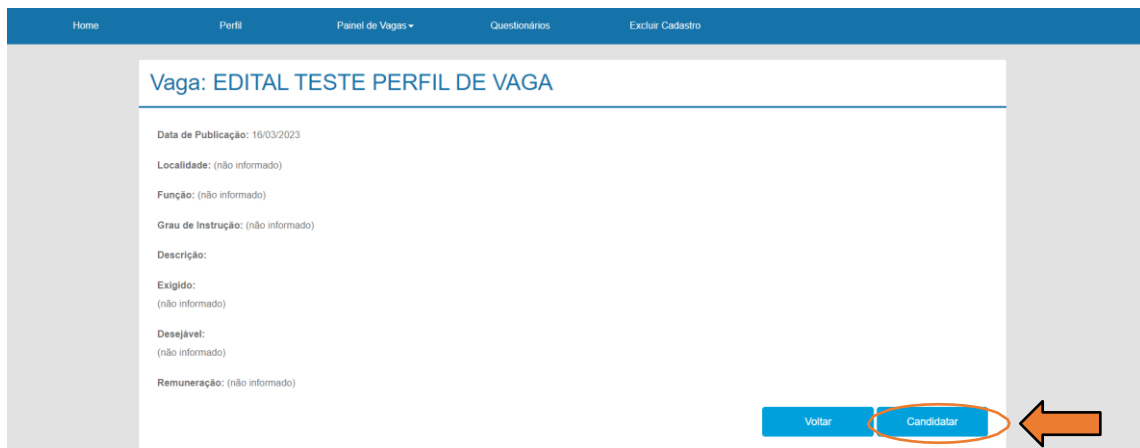 Home Perfil Painel de Vagas Questionários Excluir Cadastro
Vaga: EDITAL TESTE PERFIL DE VAGA
Data de Publicação: 16/03/2023
Localidade: (não informado)
Função: (não informado)
Grau de Instrução: (não informado)
Descrição:
Exigido:
(não informado)
Desejável:
(não informado)
Remuneração: (não informado)
Voltar Candidatar